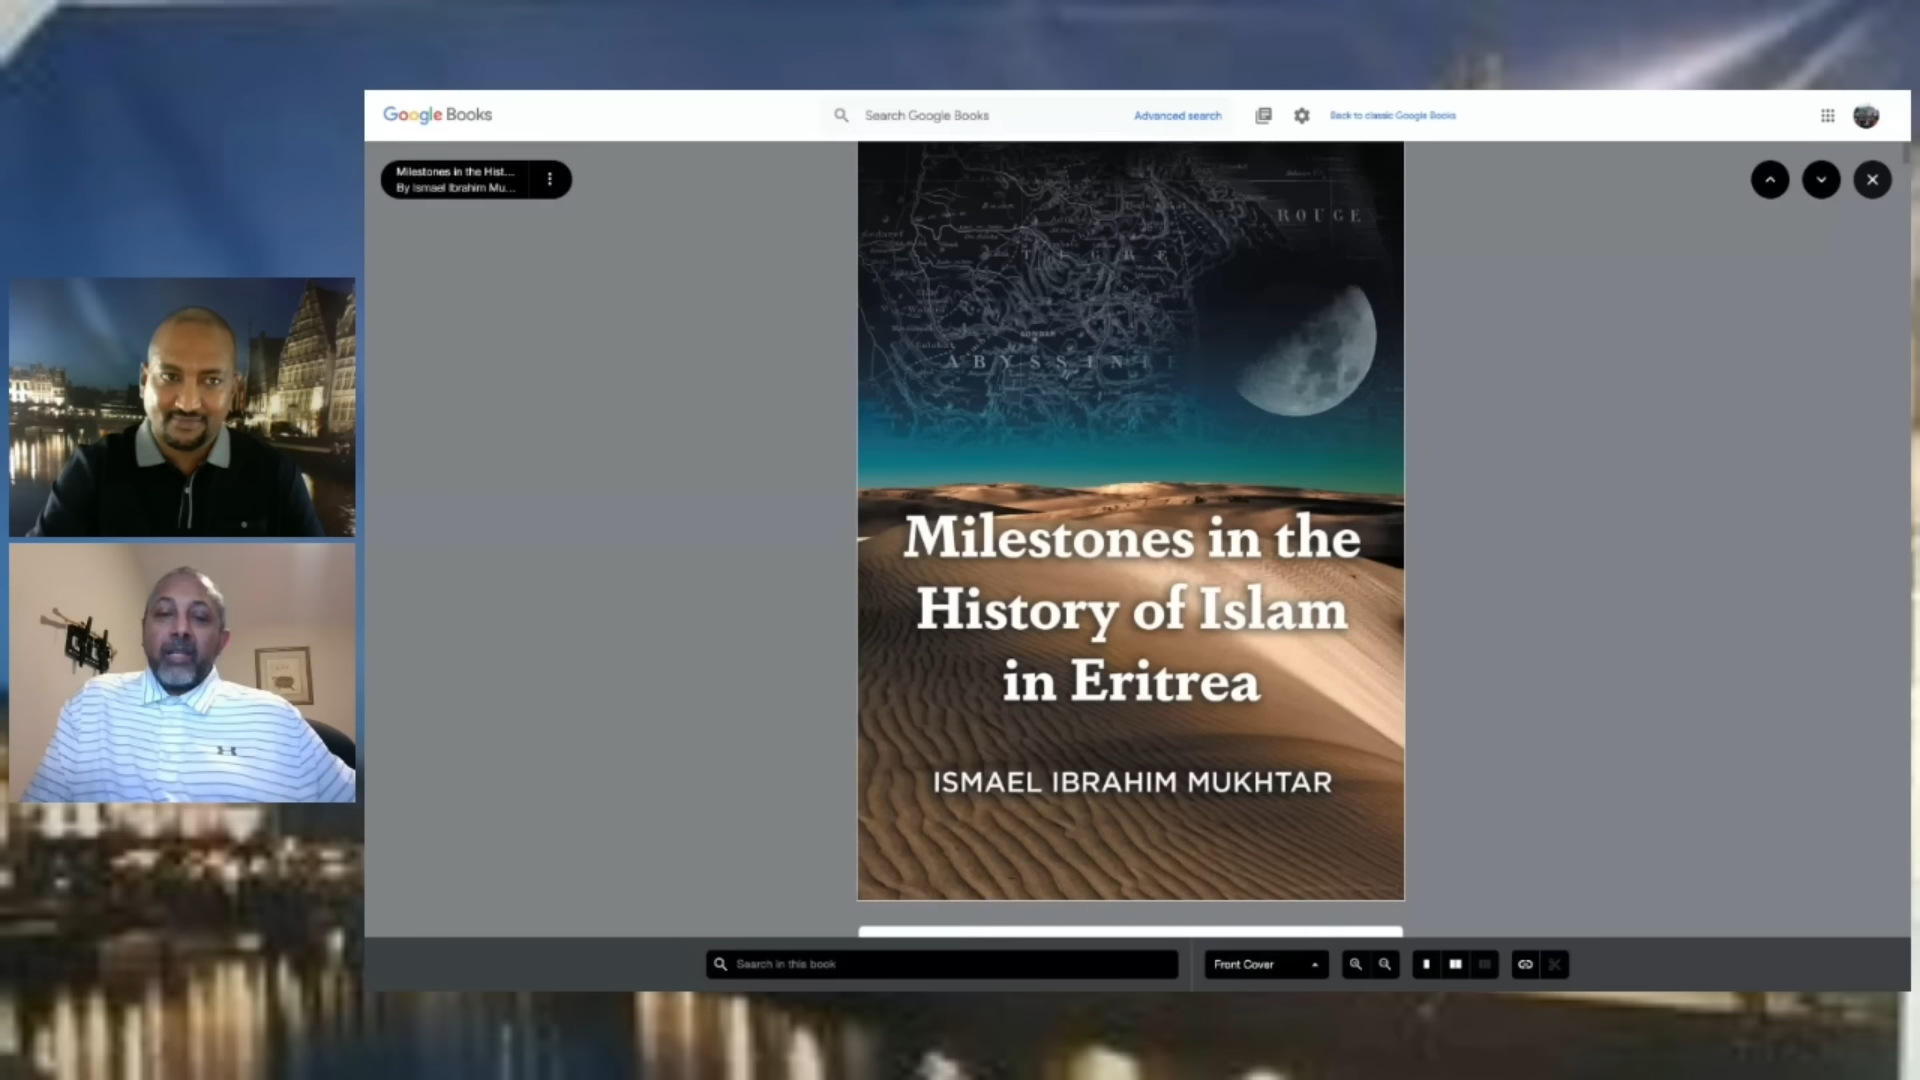 Google Books
Search Google Books
Advanced search
Back to classic Google Books
Milestones in the Hist...
By Ismael Ibrahim Mu...
ROUGE
TIGRE
GONDAR
ABYSSINIE
Milestones in the
History of Islam
in Eritrea
ISMAEL IBRAHIM MUKHTAR
Search in this book
Front Cover